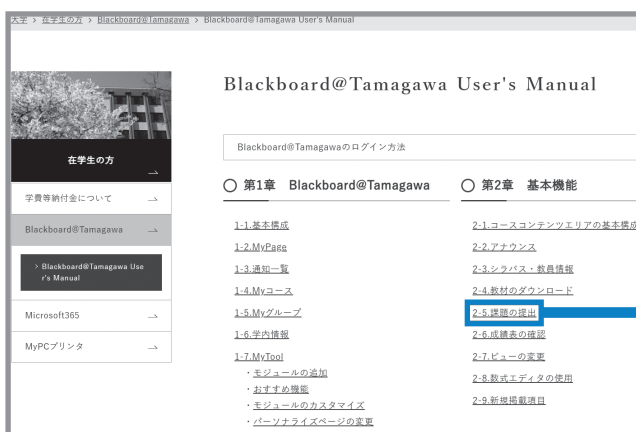 大学 > 在学生の方 > Blackboard@Tamagawa > Blackboard@Tamagawa User's Manual
Blackboard@Tamagawa User's Manual
在学生の方
学費等納付金について
Blackboard@Tamagawa
> Blackboard@Tamagawa Use
r's Manual
Microsoft365
MyPCプリンタ
Blackboard@Tamagawaのログイン方法
第1章 Blackboard@Tamagawa
1-1.基本構成
1-2.MyPage
1-3.通知一覧
1-4.Myコース
1-5.Myグループ
1-6.学内情報
1-7.MyTool
・モジュールの追加
・おすすめ機能
・モジュールのカスタマイズ
・パーソナライズページの変更
第2章 基本機能
2-1.コースコンテンツエリアの基本構成
2-2.アナウンス
2-3.シラバス・教員情報
2-4.教材のダウンロード
2-5.課題の提出
2-6.成績表の確認
2-7.ビューの変更
2-8.数式エディタの使用
2-9.新規掲載項目